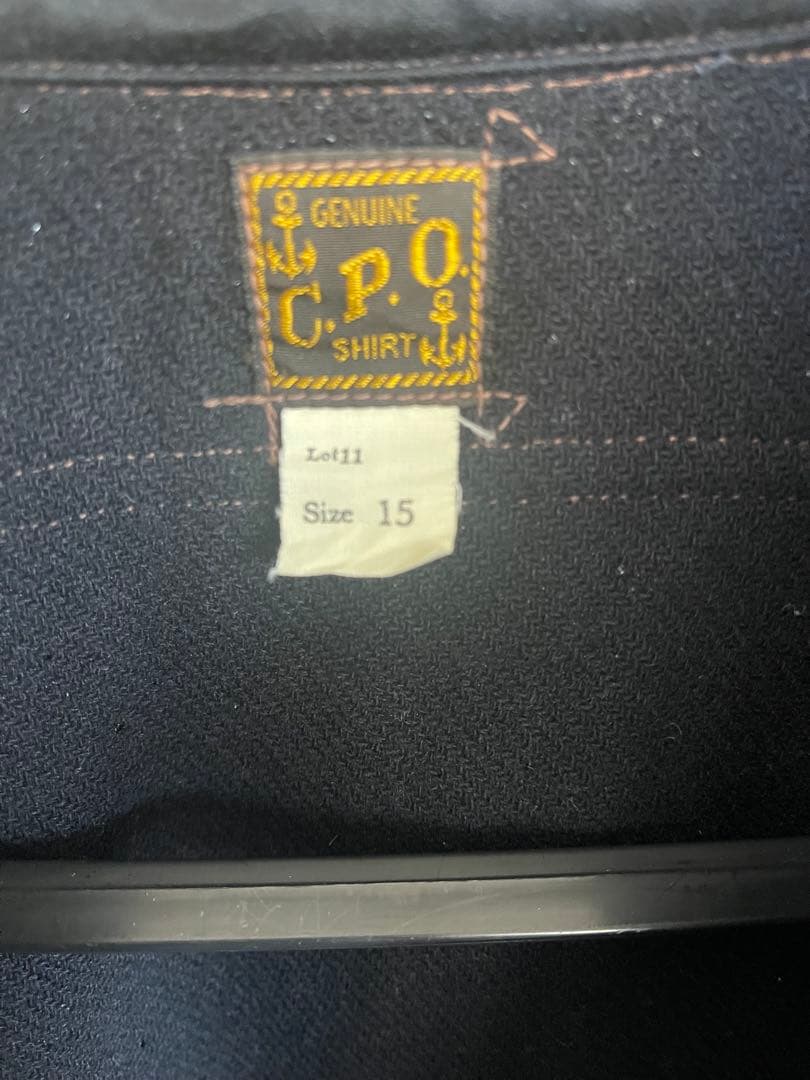 GENUINE
C.P.O.
SHIRT
Lot11
Size 15